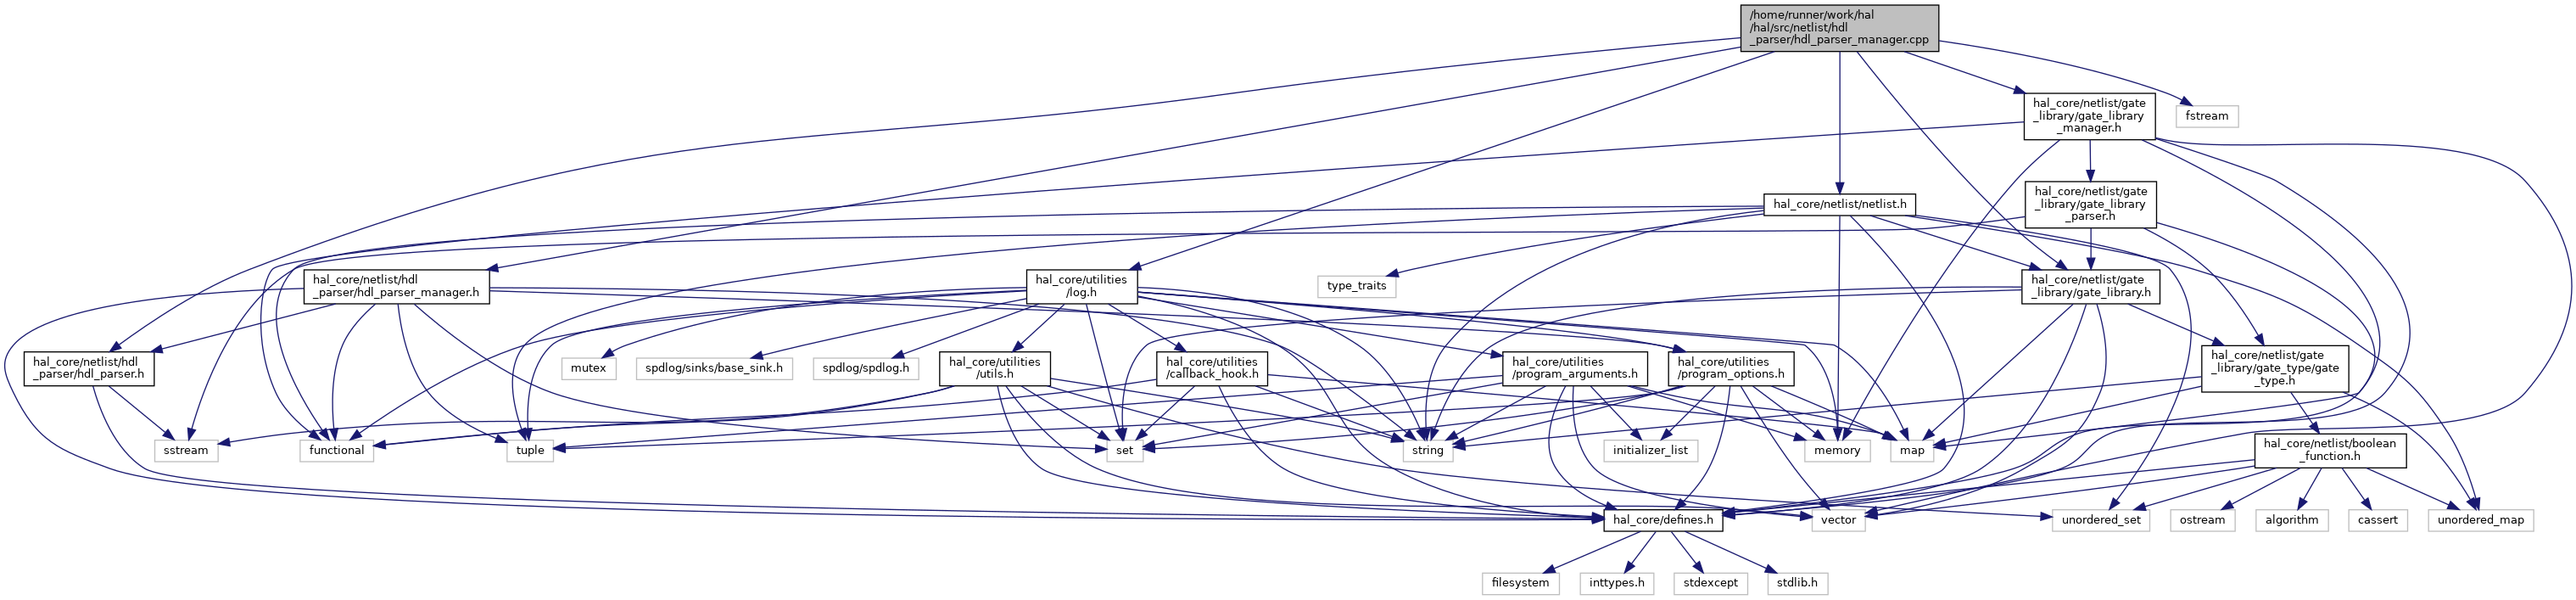 /home/runner/work/hal
/hal/src/netlist/hdl
_parser/hdl_parser_manager.cpp
hal_core/netlist/gate
_library/gate_library
_manager.h
fstream
hal_core/netlist/gate
_library/gate_library
_parser.h
hal_core/netlist/netlist.h
hal_core/netlist/hdl
_parser/hdl_parser_manager.h
hal_core/utilities
/log.h
type_traits
hal_core/netlist/gate
_library/gate_library.h
hal_core/netlist/hdl
_parser/hdl_parser.h
mutex
spdlog/sinks/base_sink.h
spdlog/spdlog.h
hal_core/utilities
/utils.h
hal_core/utilities
/callback_hook.h
hal_core/utilities
/program_arguments.h
hal_core/utilities
/program_options.h
hal_core/netlist/gate
_library/gate_type/gate
_type.h
sstream
functional
tuple
set
string
initializer_list
memory
map
hal_core/netlist/boolean
_function.h
hal_core/defines.h
vector
unordered_set
ostream
algorithm
cassert
unordered_map
filesystem
inttypes.h
stdexcept
stdlib.h